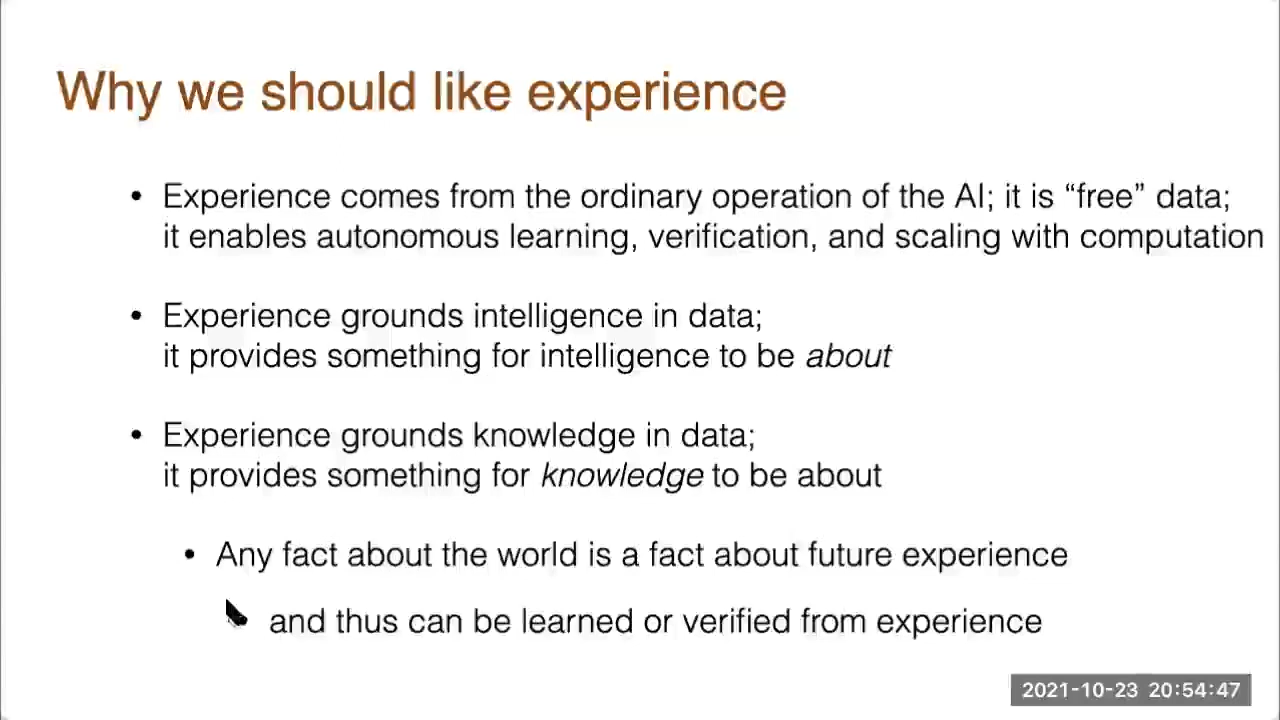 Why we should like experience
• Experience comes from the ordinary operation of the AI; it is “free” data;
it enables autonomous learning, verification, and scaling with computation
• Experience grounds intelligence in data;
it provides something for intelligence to be about
• Experience grounds knowledge in data;
it provides something for knowledge to be about
• Any fact about the world is a fact about future experience
and thus can be learned or verified from experience
2021-10-23 20:54:47